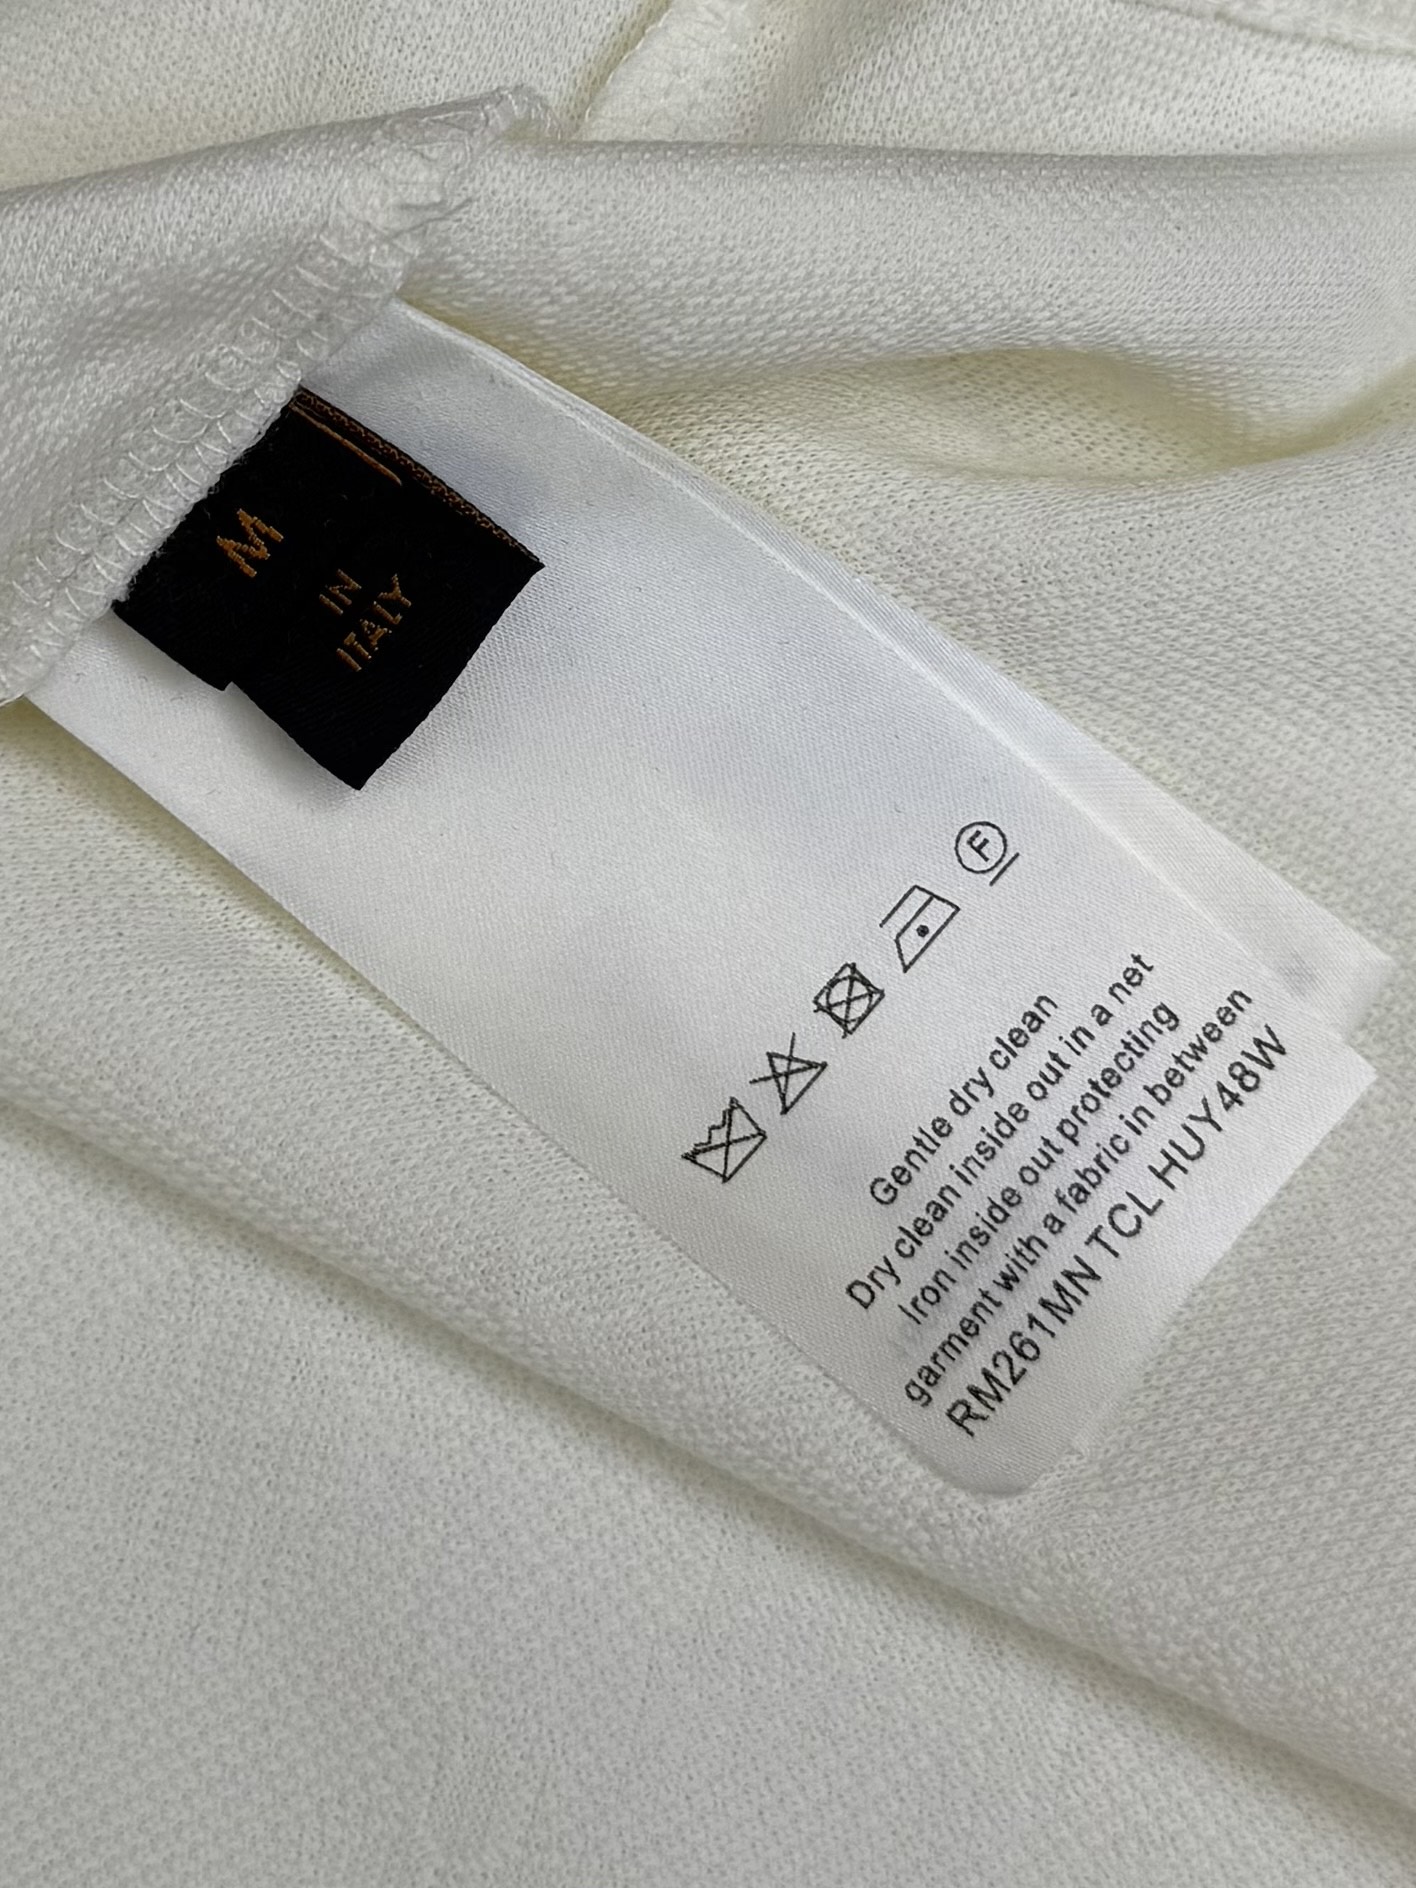 M
IN
ITALY
F
Gentle dry clean
Dry clean inside out in a net
Iron inside out protecting
garment with a fabric in between
RM261MN TCL HUY48W